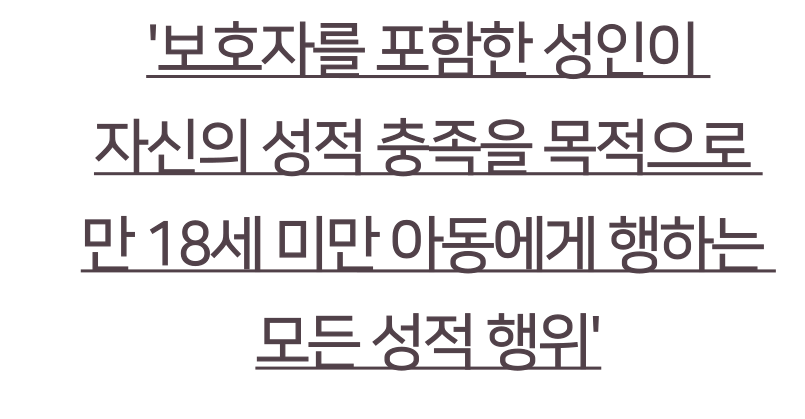 '보호자를 포함한 성인이
자신의 성적 충족을 목적으로
만 18세 미만 아동에게 행하는
모든 성적 행위'